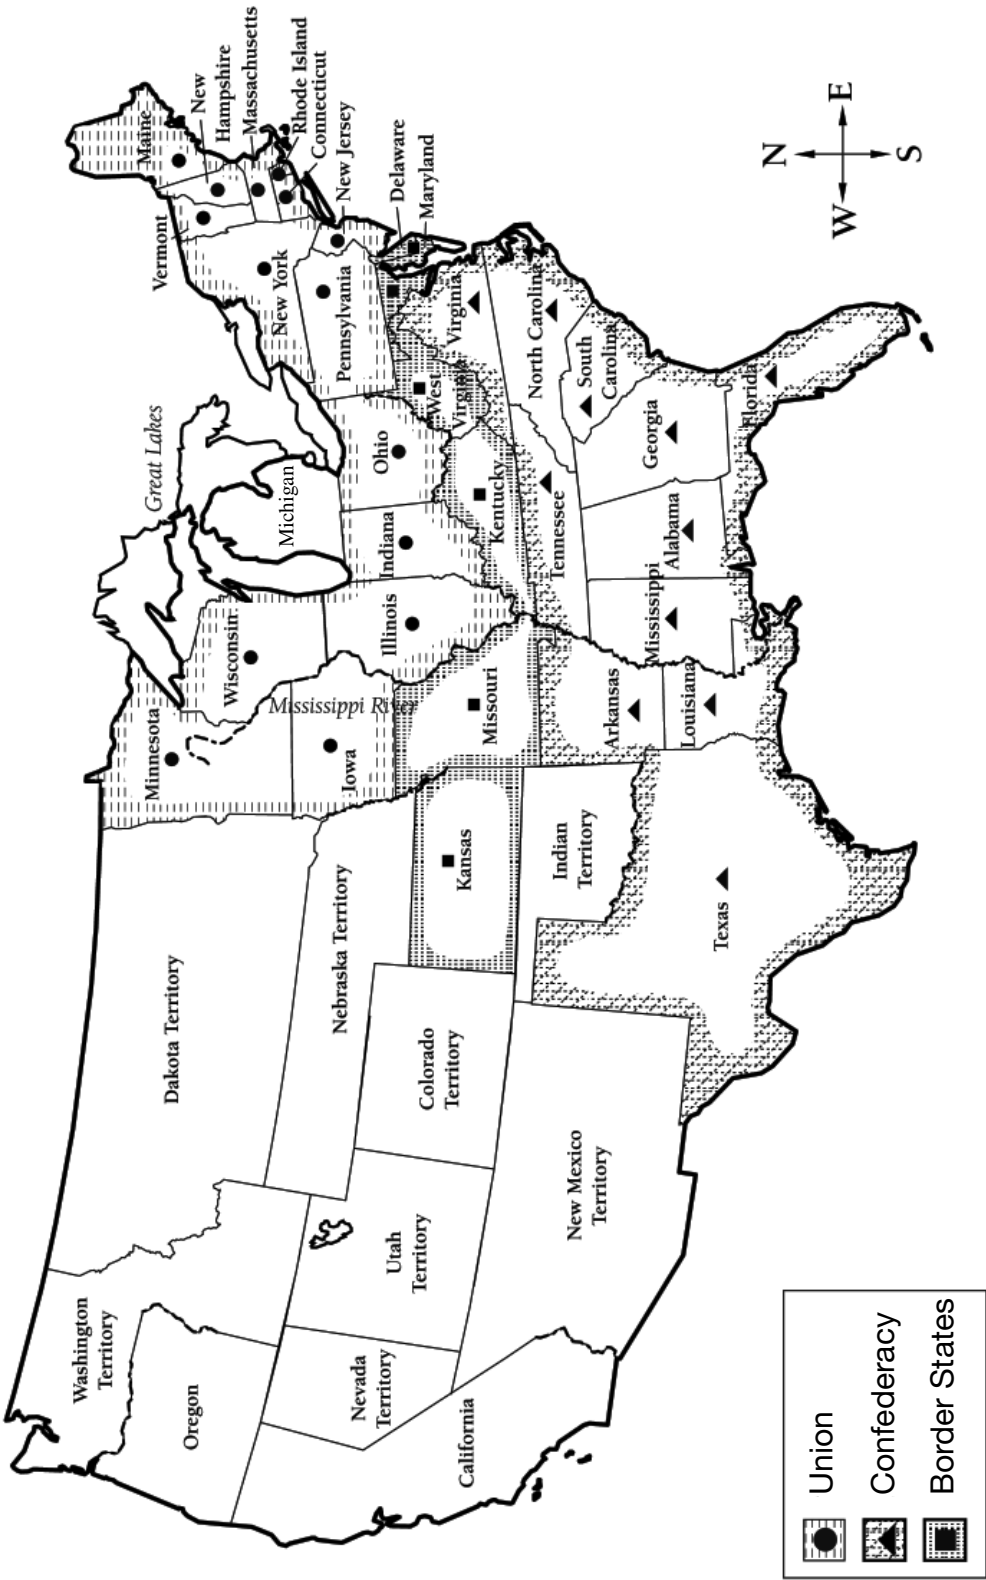 Washington
Territory
Oregon
California
Nevada
Territory
Utah
Territory
Dakota Territory
Nebraska Territory
Colorado
Territory
New Mexico
Territory
Kansas
Indian
Territory
Texas
Minnesota
Iowa
Missouri
Arkansas
Louisiana
Mississippi River
Wisconsin
Illinois
Great Lakes
Michigan
Indiana
Ohio
Kentucky
Tennessee
Mississippi
Alabama
Georgia
Florida
South
Carolina
North Carolina
Virginia
West
Virginia
Pennsylvania
New York
Vermont
Maine
New
Hampshire
Massachusetts
Rhode Island
Connecticut
New Jersey
Delaware
Maryland
N
W
E
S
Union
Confederacy
Border States